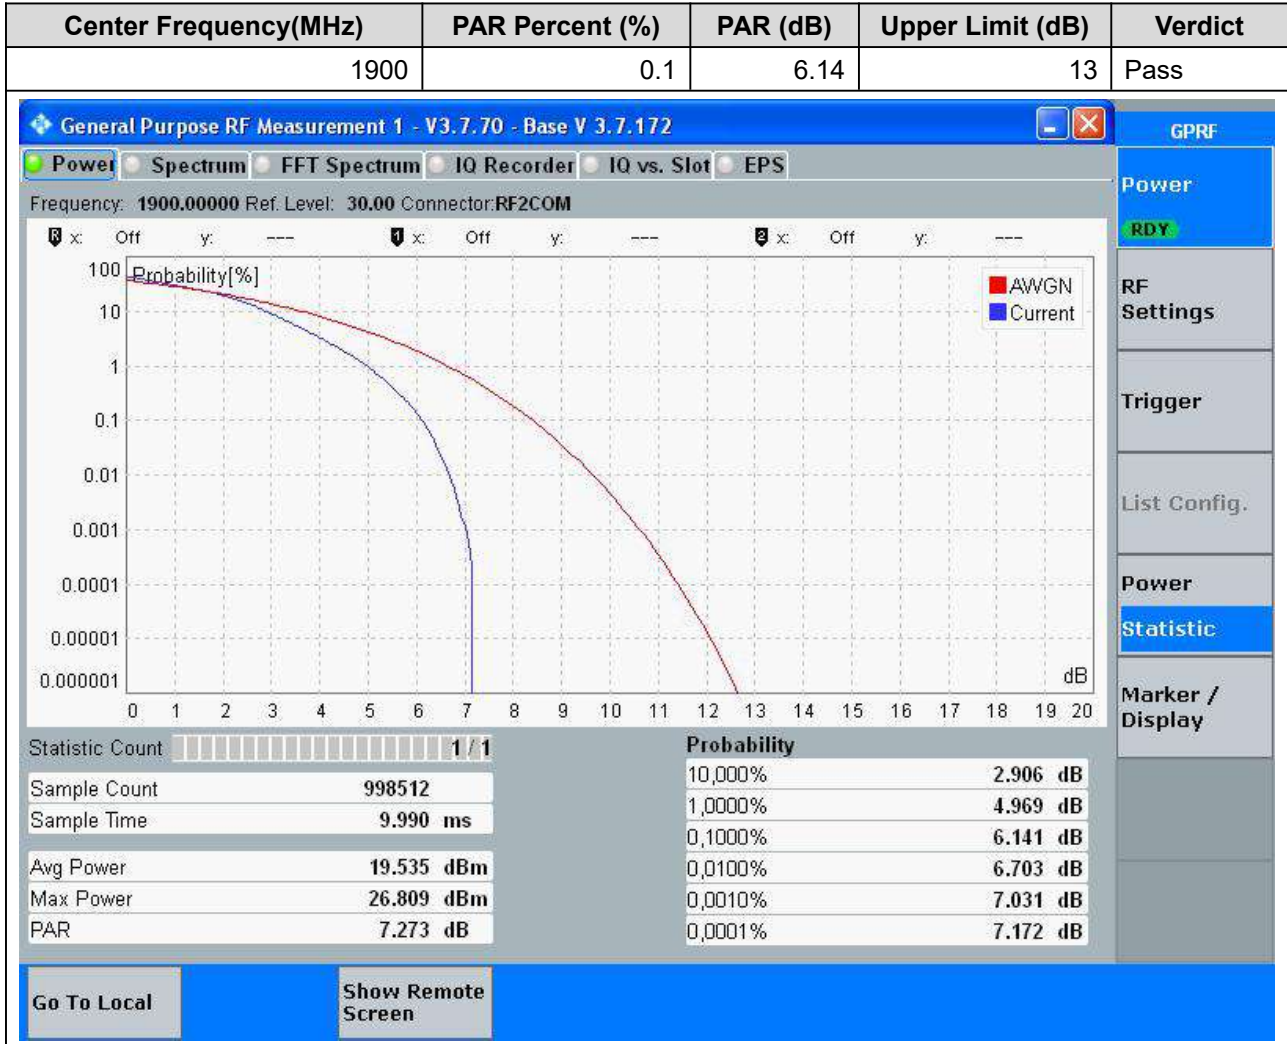 Center Frequency(MHz) PAR Percent (%) PAR (dB) Upper Limit (dB) Verdict
1900 0.1 6.14 13 Pass
General Purpose RF Measurement 1 - V3.7.70 - Base V 3.7.172
GPRF
Power Spectrum FFT Spectrum IQ Recorder IQ vs. Slot EPS
Frequency: 1900.00000 Ref. Level: 30.00 Connector:RF2COM
R x: Off y: --- 1 x: Off y: --- 2 x: Off y: ---
Probability[%]
100
10
1
0.1
0.01
0.001
0.0001
0.00001
0.000001
AWGN
Current
dB
0 1 2 3 4 5 6 7 8 9 10 11 12 13 14 15 16 17 18 19 20
Statistic Count 1 / 1
Sample Count 998512
Sample Time 9.990 ms
Avg Power 19.535 dBm
Max Power 26.809 dBm
PAR 7.273 dB
Probability
10,000% 2.906 dB
1,0000% 4.969 dB
0,1000% 6.141 dB
0,0100% 6.703 dB
0,0010% 7.031 dB
0,0001% 7.172 dB
Power
RDY
RF
Settings
Trigger
List Config.
Power
Statistic
Marker /
Display
Go To Local
Show Remote
Screen